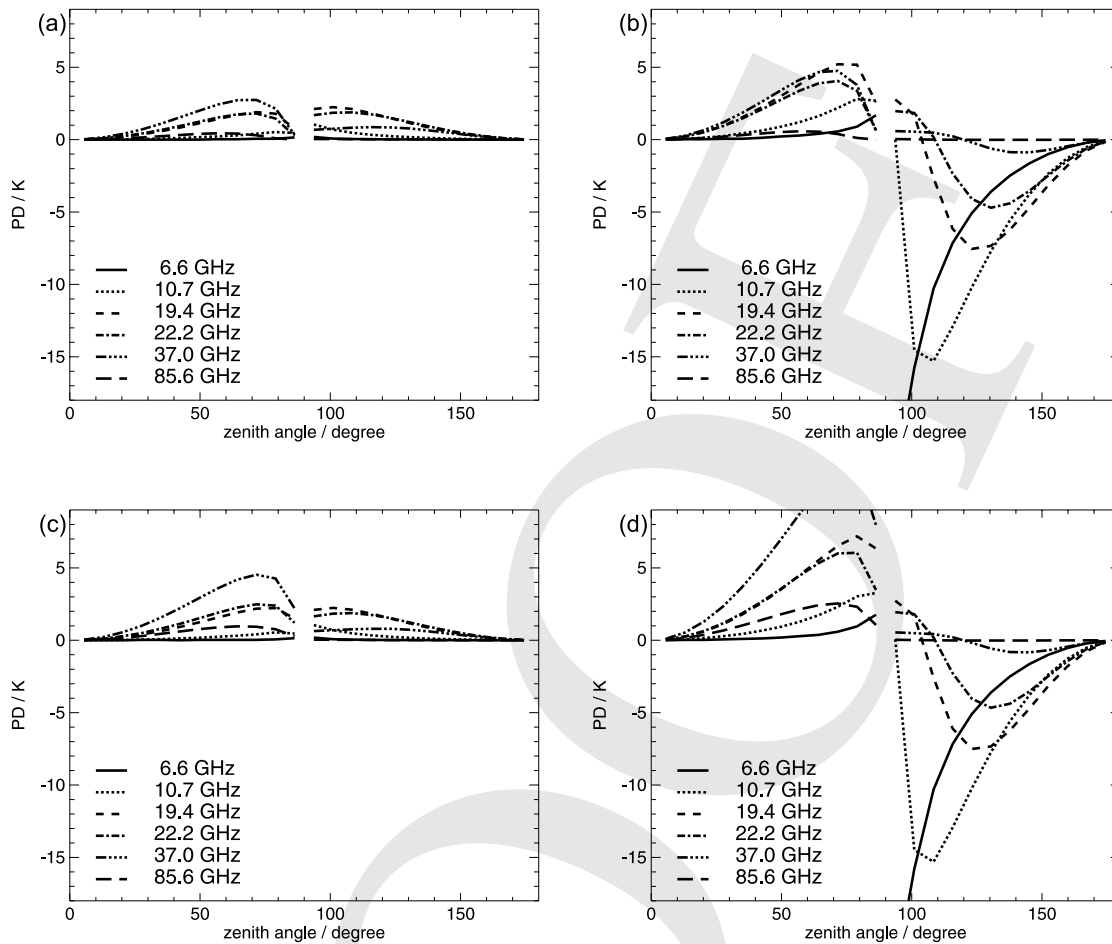 (a)
5
0
-5
-10
-15
PD / K
6.6 GHz
10.7 GHz
19.4 GHz
22.2 GHz
37.0 GHz
85.6 GHz
0 50 100 150
zenith angle / degree
(b)
5
0
-5
-10
-15
PD / K
6.6 GHz
10.7 GHz
19.4 GHz
22.2 GHz
37.0 GHz
85.6 GHz
0 50 100 150
zenith angle / degree
(c)
5
0
-5
-10
-15
PD / K
6.6 GHz
10.7 GHz
19.4 GHz
22.2 GHz
37.0 GHz
85.6 GHz
0 50 100 150
zenith angle / degree
(d)
5
0
-5
-10
-15
PD / K
6.6 GHz
10.7 GHz
19.4 GHz
22.2 GHz
37.0 GHz
85.6 GHz
0 50 100 150
zenith angle / degree